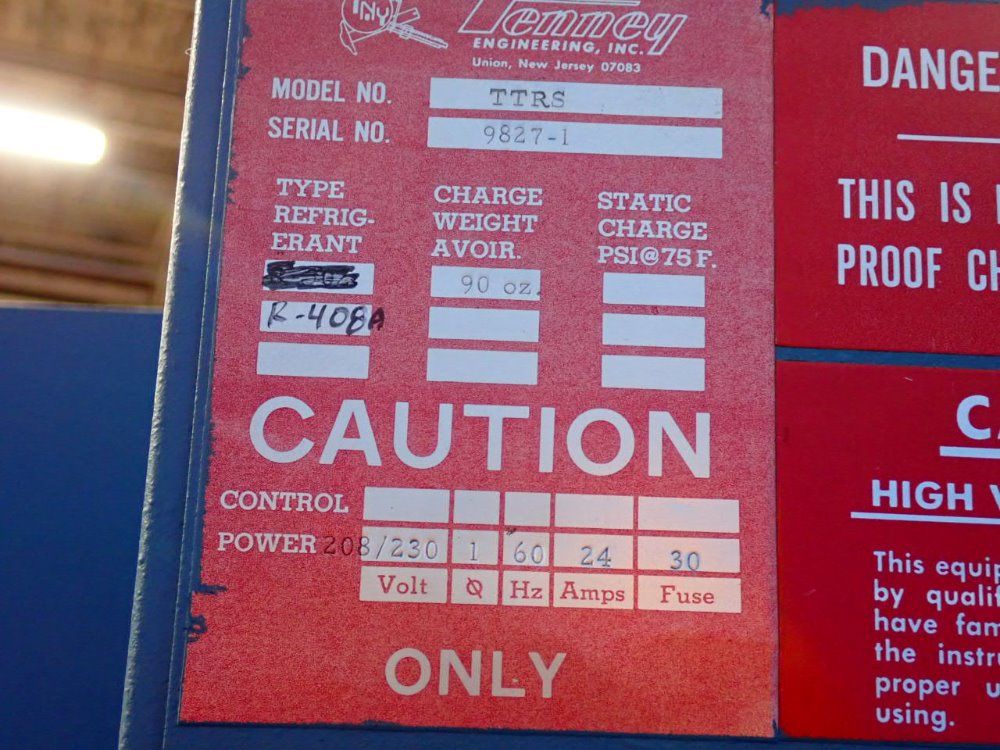 TNY
Tenney
ENGINEERING, INC.
Union, New Jersey 07083
MODEL NO. TTRS
SERIAL NO. 9827-1
TYPE
REFRIG-
ERANT
CHARGE
WEIGHT
AVOIR.
STATIC
CHARGE
PSI@75 F.
90 oz.
R-408A
CAUTION
CONTROL
POWER 208/230 1 60 24 30
Volt Ø Hz Amps Fuse
ONLY
DANGE
THIS IS
PROOF CH
CA
HIGH V
This equip
by qualif
have fam
the instru
proper u
using.